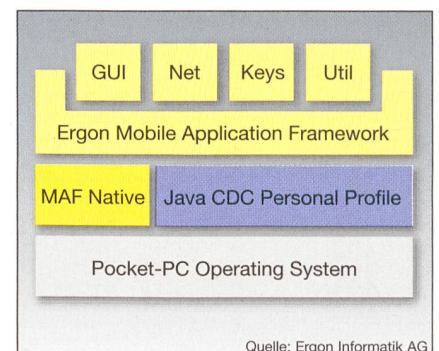 GUI Net Keys Util
Ergon Mobile Application Framework
MAF Native Java CDC Personal Profile
Pocket-PC Operating System
Quelle: Ergon Informatik AG